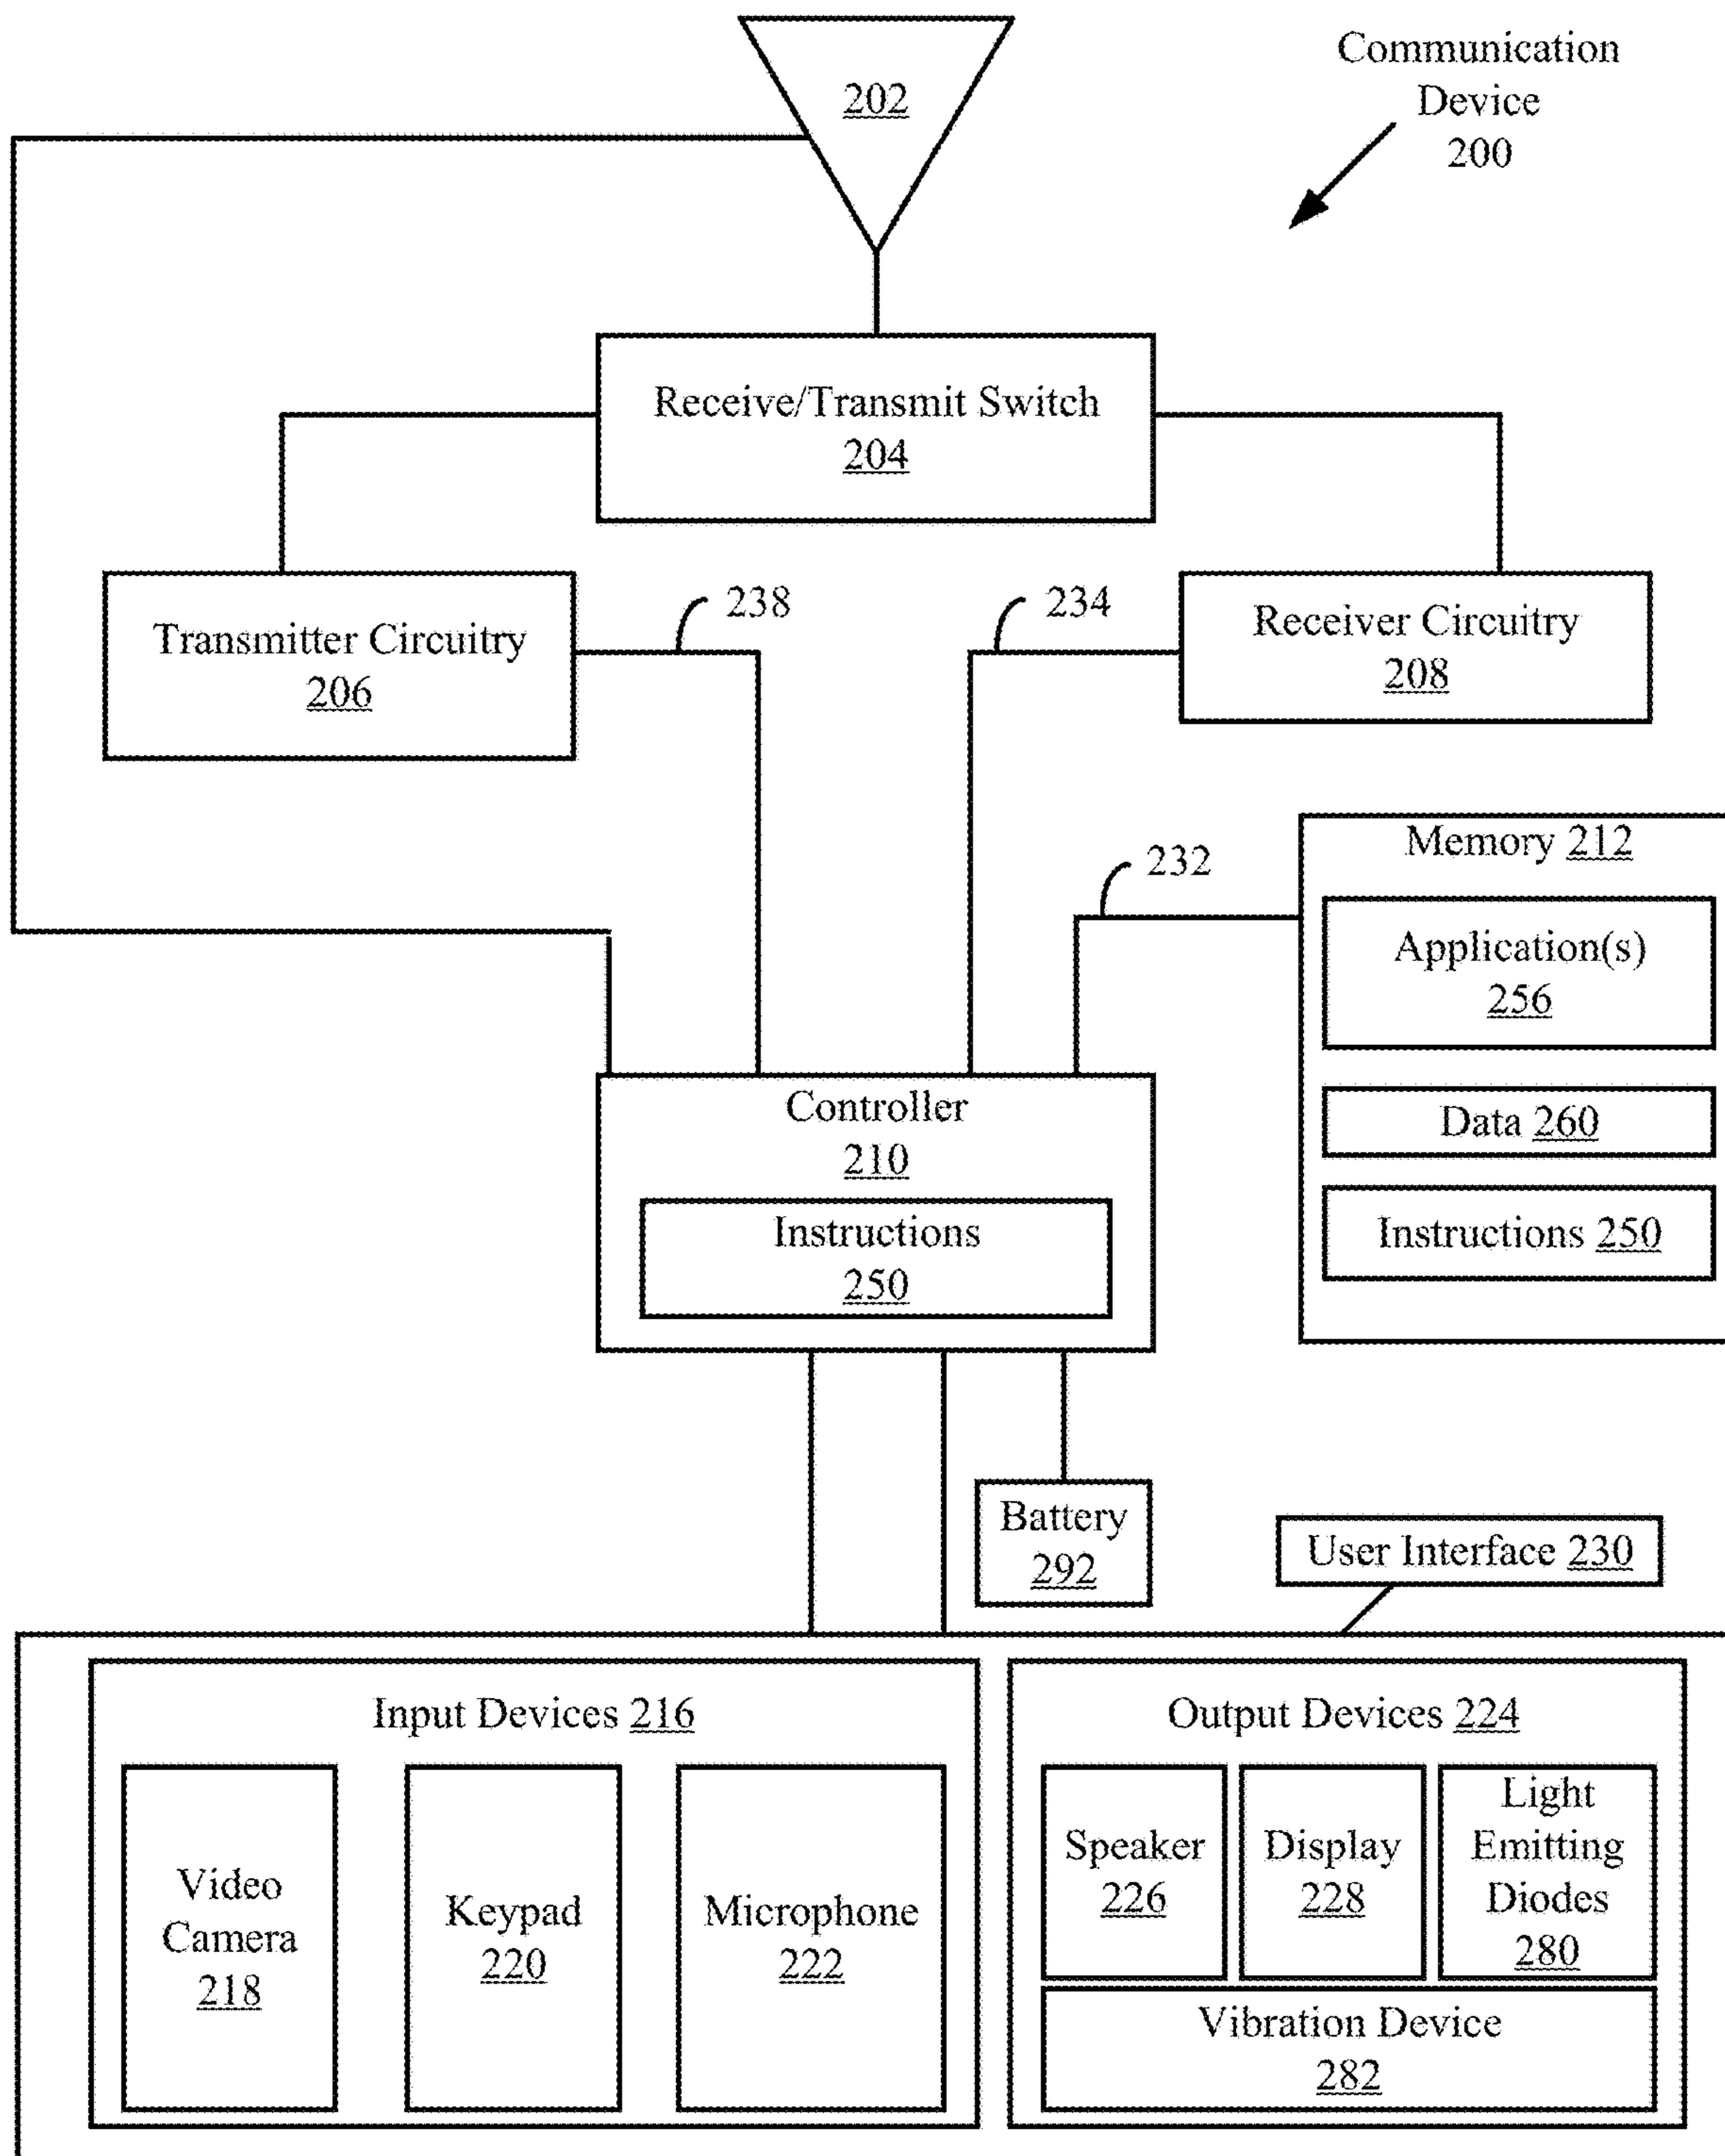 202
Communication
Device
200
Receive/Transmit Switch
204
238
234
Transmitter Circuitry
206
Receiver Circuitry
208
232
Memory 212
Application(s)
256
Data 260
Instructions 250
Controller
210
Instructions
250
Battery
292
User Interface 230
Input Devices 216
Video
Camera
218
Keypad
220
Microphone
222
Output Devices 224
Speaker
226
Display
228
Light
Emitting
Diodes
280
Vibration Device
282